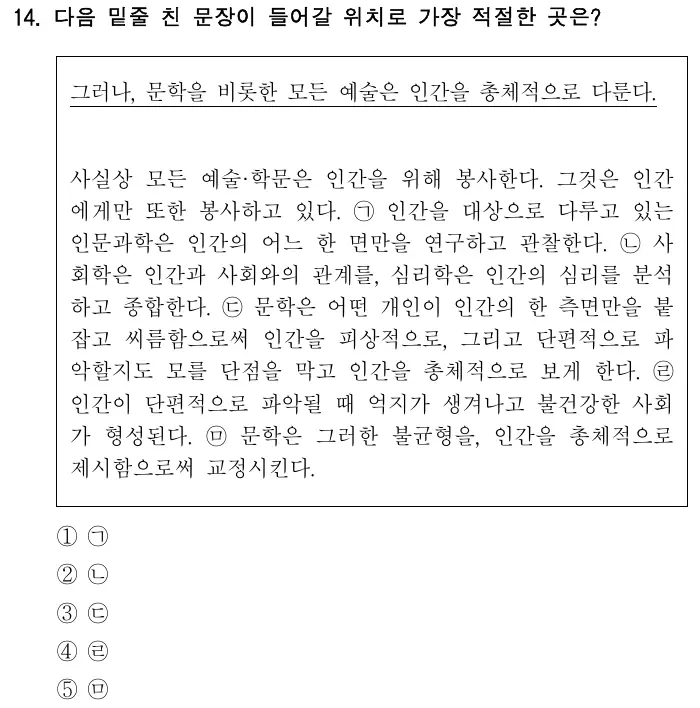 14. 다음 밑줄 친 문장이 들어갈 위치로 가장 적절한 곳은?
그러나, 문학을 비롯한 모든 예술은 인간을 총체적으로 다룬다.
사실상 모든 예술·학문은 인간을 위해 봉사한다. 그것은 인간
에게만 또한 봉사하고 있다. ㉠ 인간을 대상으로 다루고 있는
인문과학은 인간의 어느 한 면만을 연구하고 관찰한다. ㉡ 사
회학은 인간과 사회와의 관계를, 심리학은 인간의 심리를 분석
하고 종합한다. ㉢ 문학은 어떤 개인이 인간의 한 측면만을 붙
잡고 씨름함으로써 인간을 피상적으로, 그리고 단편적으로 파
악할지도 모를 단점을 막고 인간을 총체적으로 보게 한다. ㉣
인간이 단편적으로 파악될 때 억지가 생겨나고 불건강한 사회
가 형성된다. ㉤ 문학은 그러한 불균형을, 인간을 총체적으로
제시함으로써 교정시킨다.
① ㉠
② ㉡
③ ㉢
④ ㉣
⑤ ㉤